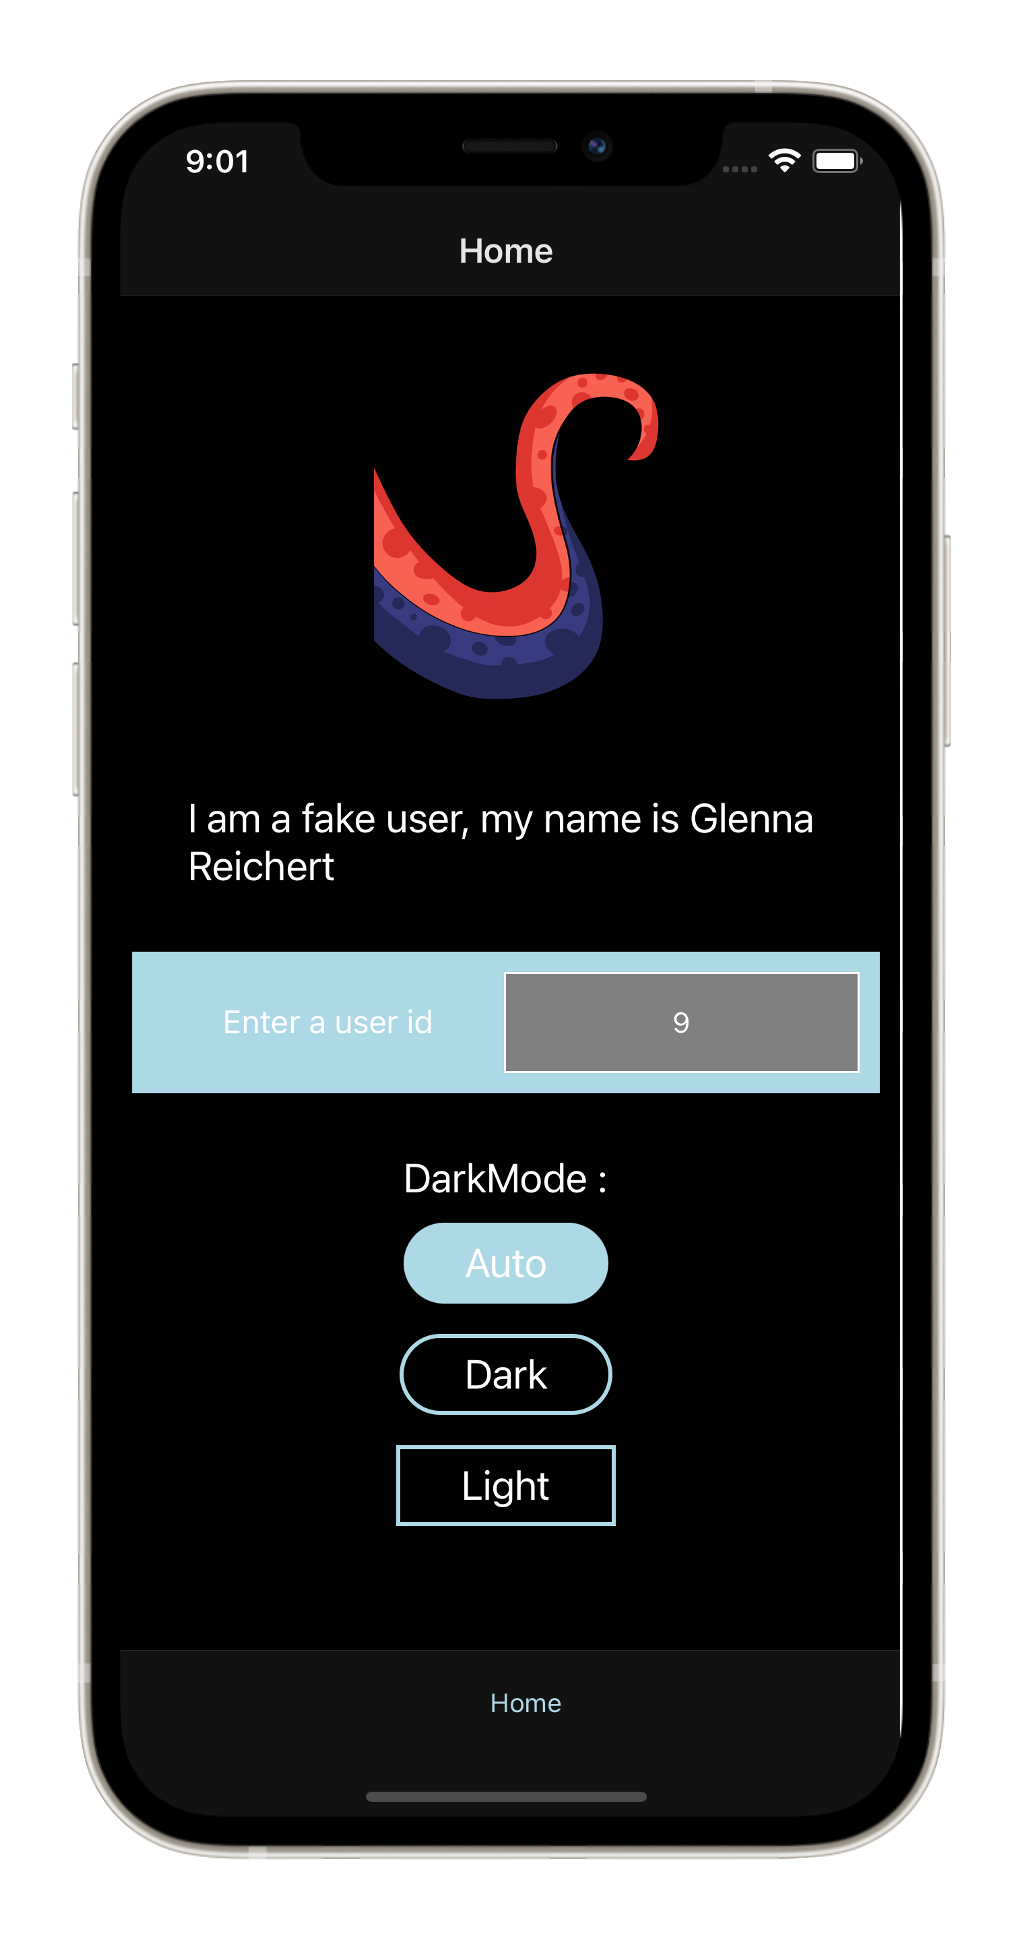 9:01
Home
I am a fake user, my name is Glenna
Reichert
Enter a user id
9
DarkMode :
Auto
Dark
Light
Home